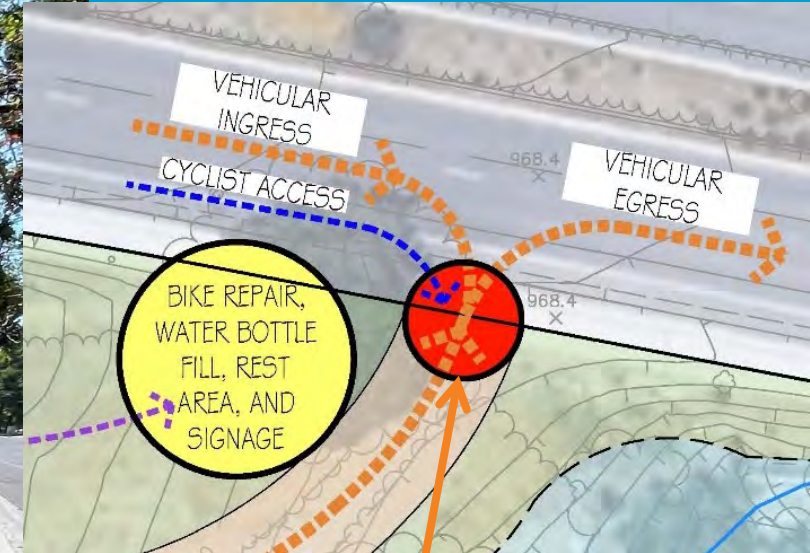 VEHICULAR
INGRESS
CYCLIST ACCESS
968.4
VEHICULAR
EGRESS
968.4
BIKE REPAIR,
WATER BOTTLE
FILL, REST
AREA, AND
SIGNAGE